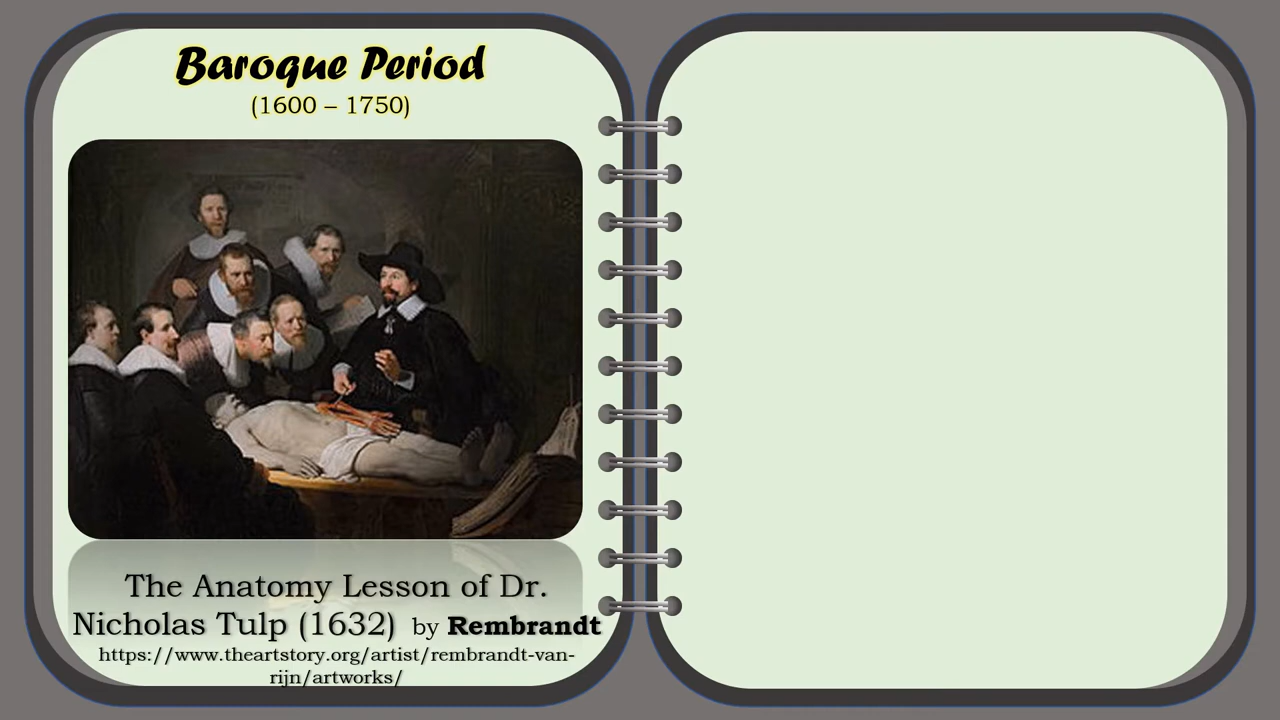 Baroque Period
(1600 – 1750)
The Anatomy Lesson of Dr.
Nicholas Tulp (1632) by Rembrandt
https://www.theartstory.org/artist/rembrandt-van-
rijn/artworks/